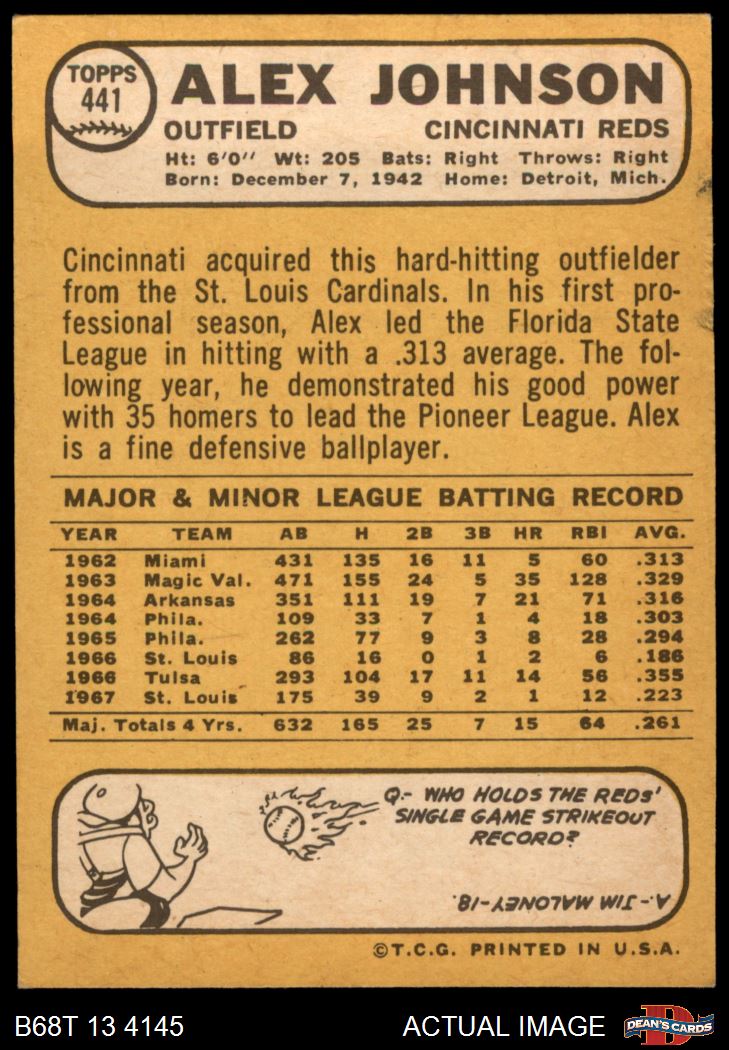 TOPPS
441
ALEX JOHNSON
OUTFIELD CINCINNATI REDS
Ht: 6'0" Wt: 205 Bats: Right Throws: Right
Born: December 7, 1942 Home: Detroit, Mich.
Cincinnati acquired this hard-hitting outfielder
from the St. Louis Cardinals. In his first pro-
fessional season, Alex led the Florida State
League in hitting with a .313 average. The fol-
lowing year, he demonstrated his good power
with 35 homers to lead the Pioneer League. Alex
is a fine defensive ballplayer.
MAJOR & MINOR LEAGUE BATTING RECORD
YEAR TEAM AB H 2B 3B HR RBI AVG.
1962 Miami 431 135 16 11 5 60 .313
1963 Magic Val. 471 155 24 5 35 128 .329
1964 Arkansas 351 111 19 7 21 71 .316
1964 Phila. 109 33 7 1 4 18 .303
1965 Phila. 262 77 9 3 8 28 .294
1966 St. Louis 86 16 0 1 2 6 .186
1966 Tulsa 293 104 17 11 14 56 .355
1967 St. Louis 175 39 9 2 1 12 .223
Maj. Totals 4 Yrs. 632 165 25 7 15 64 .261
Q.- WHO HOLDS THE REDS'
SINGLE GAME STRIKEOUT
RECORD?
A.- JIM MALONEY-18.
©T.C.G. PRINTED IN U.S.A.
B68T 13 4145 ACTUAL IMAGE
D
DEAN'S CARDS